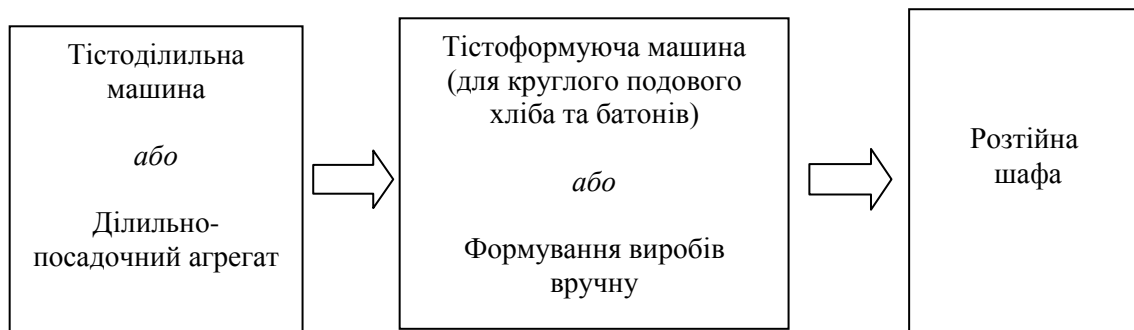 Тістоділильна
машина
або
Ділильно-
посадочний агрегат
Тістоформуюча машина
(для круглого подового
хліба та батонів)
або
Формування виробів
вручну
Розтійна
шафа